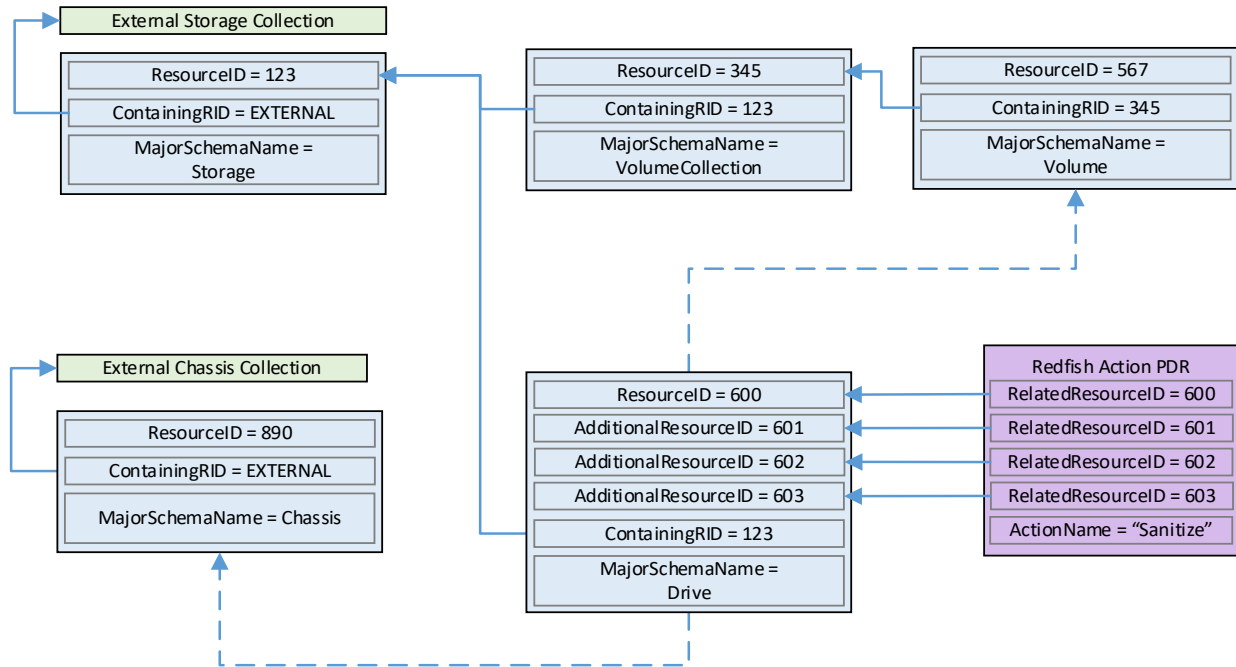 External Storage Collection
ResourceID = 123
ContainingRID = EXTERNAL
MajorSchemaName =
Storage
ResourceID = 345
ContainingRID = 123
MajorSchemaName =
VolumeCollection
ResourceID = 567
ContainingRID = 345
MajorSchemaName =
Volume
External Chassis Collection
ResourceID = 890
ContainingRID = EXTERNAL
MajorSchemaName = Chassis
ResourceID = 600
AdditionalResourceID = 601
AdditionalResourceID = 602
AdditionalResourceID = 603
ContainingRID = 123
MajorSchemaName =
Drive
Redfish Action PDR
RelatedResourceID = 600
RelatedResourceID = 601
RelatedResourceID = 602
RelatedResourceID = 603
ActionName = “Sanitize”